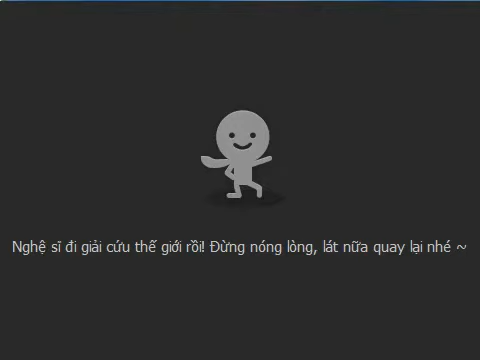 Nghệ sĩ đi giải cứu thế giới rồi! Đừng nóng lòng, lát nữa quay lại nhé ~